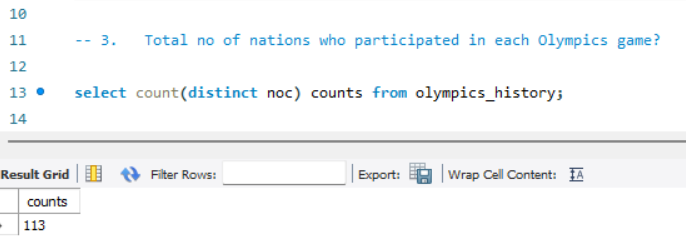 10
11 -- 3. Total no of nations who participated in each Olympics game?
12
13 select count(distinct noc) counts from olympics_history;
14
Result Grid Filter Rows: Export: Wrap Cell Content: IA
counts
113